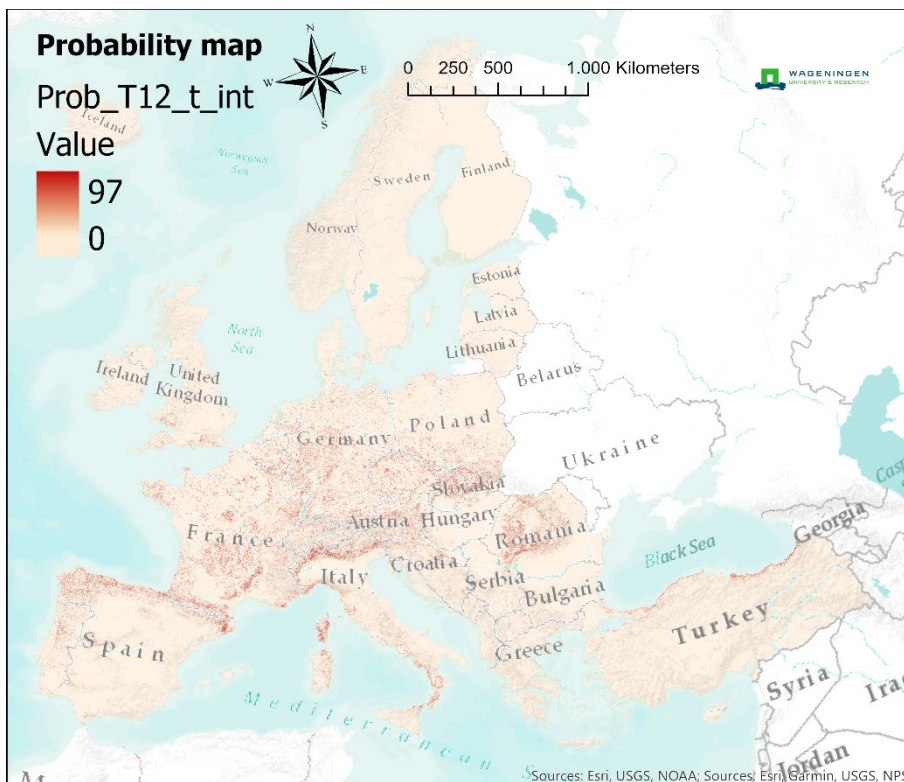 Probability map
Prob_T12_t_int
Value
97
0
N
W
E
S
0 250 500 1.000 Kilometers
WAGENINGEN
UNIVERSITY & RESEARCH
Iceland
Norwegian
Sea
Sweden
Finland
Norway
Estonia
Latvia
Lithuania
North
Sea
Belarus
Ireland
United
Kingdom
Germany
Poland
Ukraine
Slovakia
France
Austria
Hungary
Romania
Croatia
Italy
Serbia
Bulgaria
Black Sea
Georgia
Casp
Spain
Greece
Turkey
Syria
Iraq
Mediterranean S
Jordan
Sources: Esri, USGS, NOAA; Sources: Esri, Garmin, USGS, NPS